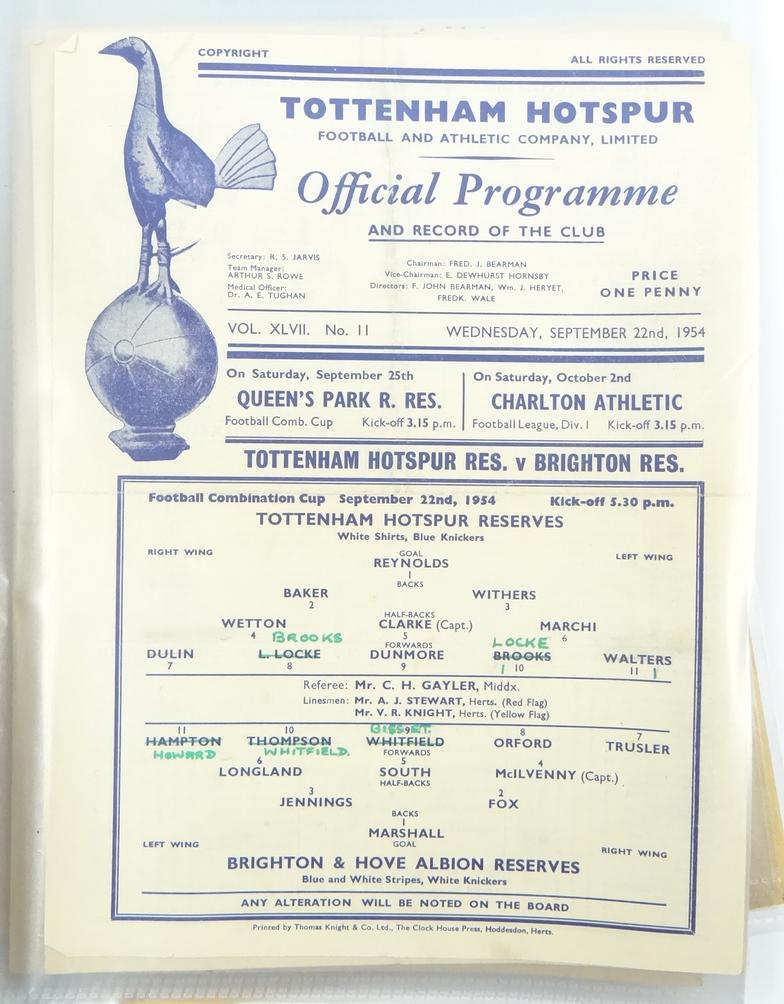 COPYRIGHT ALL RIGHTS RESERVED
TOTTENHAM HOTSPUR
FOOTBALL AND ATHLETIC COMPANY, LIMITED
Official Programme
AND RECORD OF THE CLUB
Secretary: R. S. JARVIS
Team Manager:
ARTHUR S. ROWE
Medical Officer:
Dr. A. E. TUGHAN
Chairman: FRED. J. BEARMAN
Vice-Chairman: E. DEWHURST HORNSBY
Directors: F. JOHN BEARMAN, Wm. J. HERYET,
FREDK. WALE
PRICE
ONE PENNY
VOL. XLVII. No. 11 WEDNESDAY, SEPTEMBER 22nd, 1954
On Saturday, September 25th
QUEEN'S PARK R. RES.
Football Comb. Cup Kick-off 3.15 p.m.
On Saturday, October 2nd
CHARLTON ATHLETIC
Football League, Div. 1 Kick-off 3.15 p.m.
TOTTENHAM HOTSPUR RES. v BRIGHTON RES.
Football Combination Cup September 22nd, 1954 Kick-off 5.30 p.m.
TOTTENHAM HOTSPUR RESERVES
White Shirts, Blue Knickers
RIGHT WING GOAL LEFT WING
REYNOLDS
1
BACKS
BAKER WITHERS
2 3
HALF-BACKS
WETTON CLARKE (Capt.) MARCHI
4 5 6
BROOKS FORWARDS LOCKE
DULIN L. LOCKE DUNMORE BROOKS WALTERS
7 8 9 1 10 11 1
Referee: Mr. C. H. GAYLER, Middx.
Linesmen: Mr. A. J. STEWART, Herts. (Red Flag)
Mr. V. R. KNIGHT, Herts. (Yellow Flag)
11 10 BISSET. 9 8 7
HAMPTON THOMPSON WHITFIELD ORFORD TRUSLER
HOWARD WHITFIELD. FORWARDS
6 5 4
LONGLAND SOUTH McILVENNY (Capt.)
HALF-BACKS
3 2
JENNINGS FOX
BACKS
1
MARSHALL
LEFT WING GOAL RIGHT WING
BRIGHTON & HOVE ALBION RESERVES
Blue and White Stripes, White Knickers
ANY ALTERATION WILL BE NOTED ON THE BOARD
Printed by Thomas Knight & Co. Ltd., The Clock House Press, Hoddesdon, Herts.